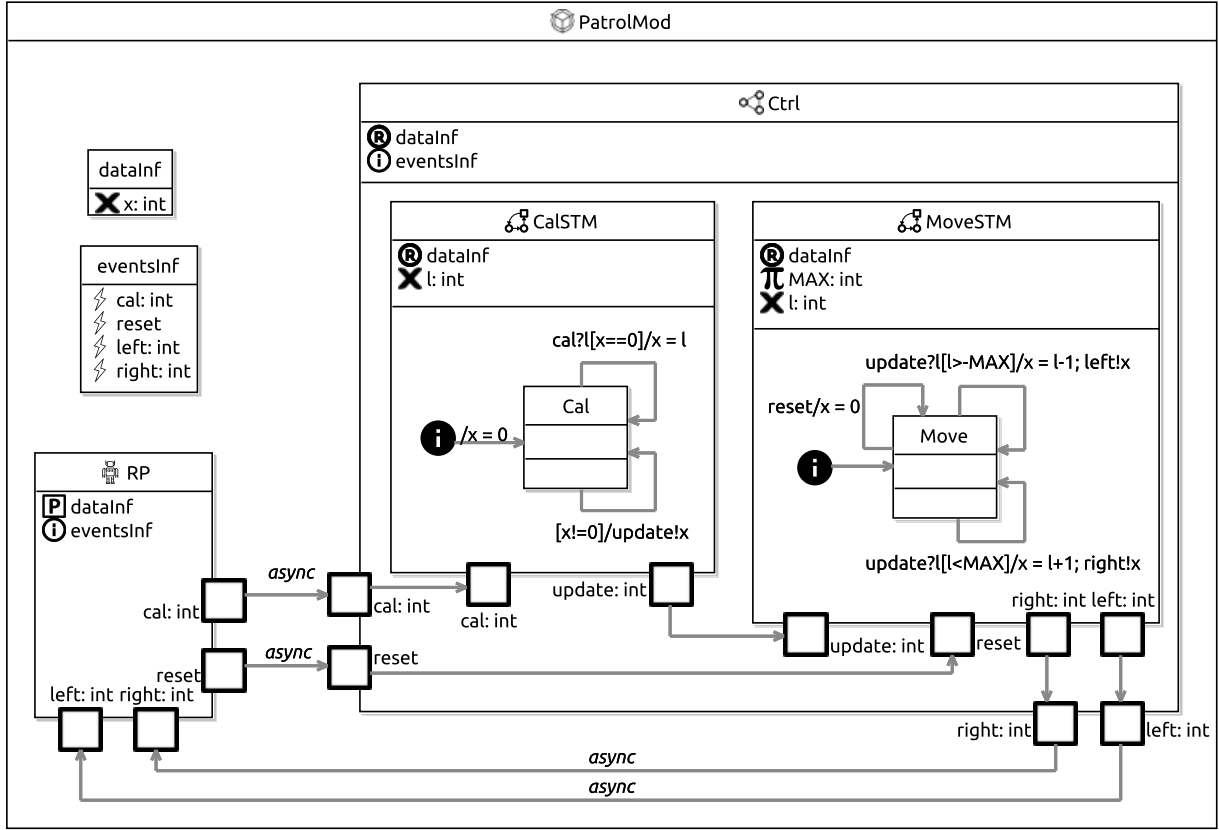 PatrolMod
Ctrl
R dataInf
i eventsInf
dataInf
x: int
eventsInf
cal: int
reset
left: int
right: int
CalSTM
R dataInf
l: int
cal?l[x==0]/x = l
Cal
i /x = 0
[x!=0]/update!x
MoveSTM
R dataInf
π MAX: int
l: int
update?l[l>-MAX]/x = l-1; left!x
reset/x = 0
Move
i
update?l[l<MAX]/x = l+1; right!x
RP
P dataInf
i eventsInf
cal: int
async
cal: int
cal: int
update: int
update: int
reset
right: int left: int
reset
async
reset
left: int right: int
right: int
left: int
async
async